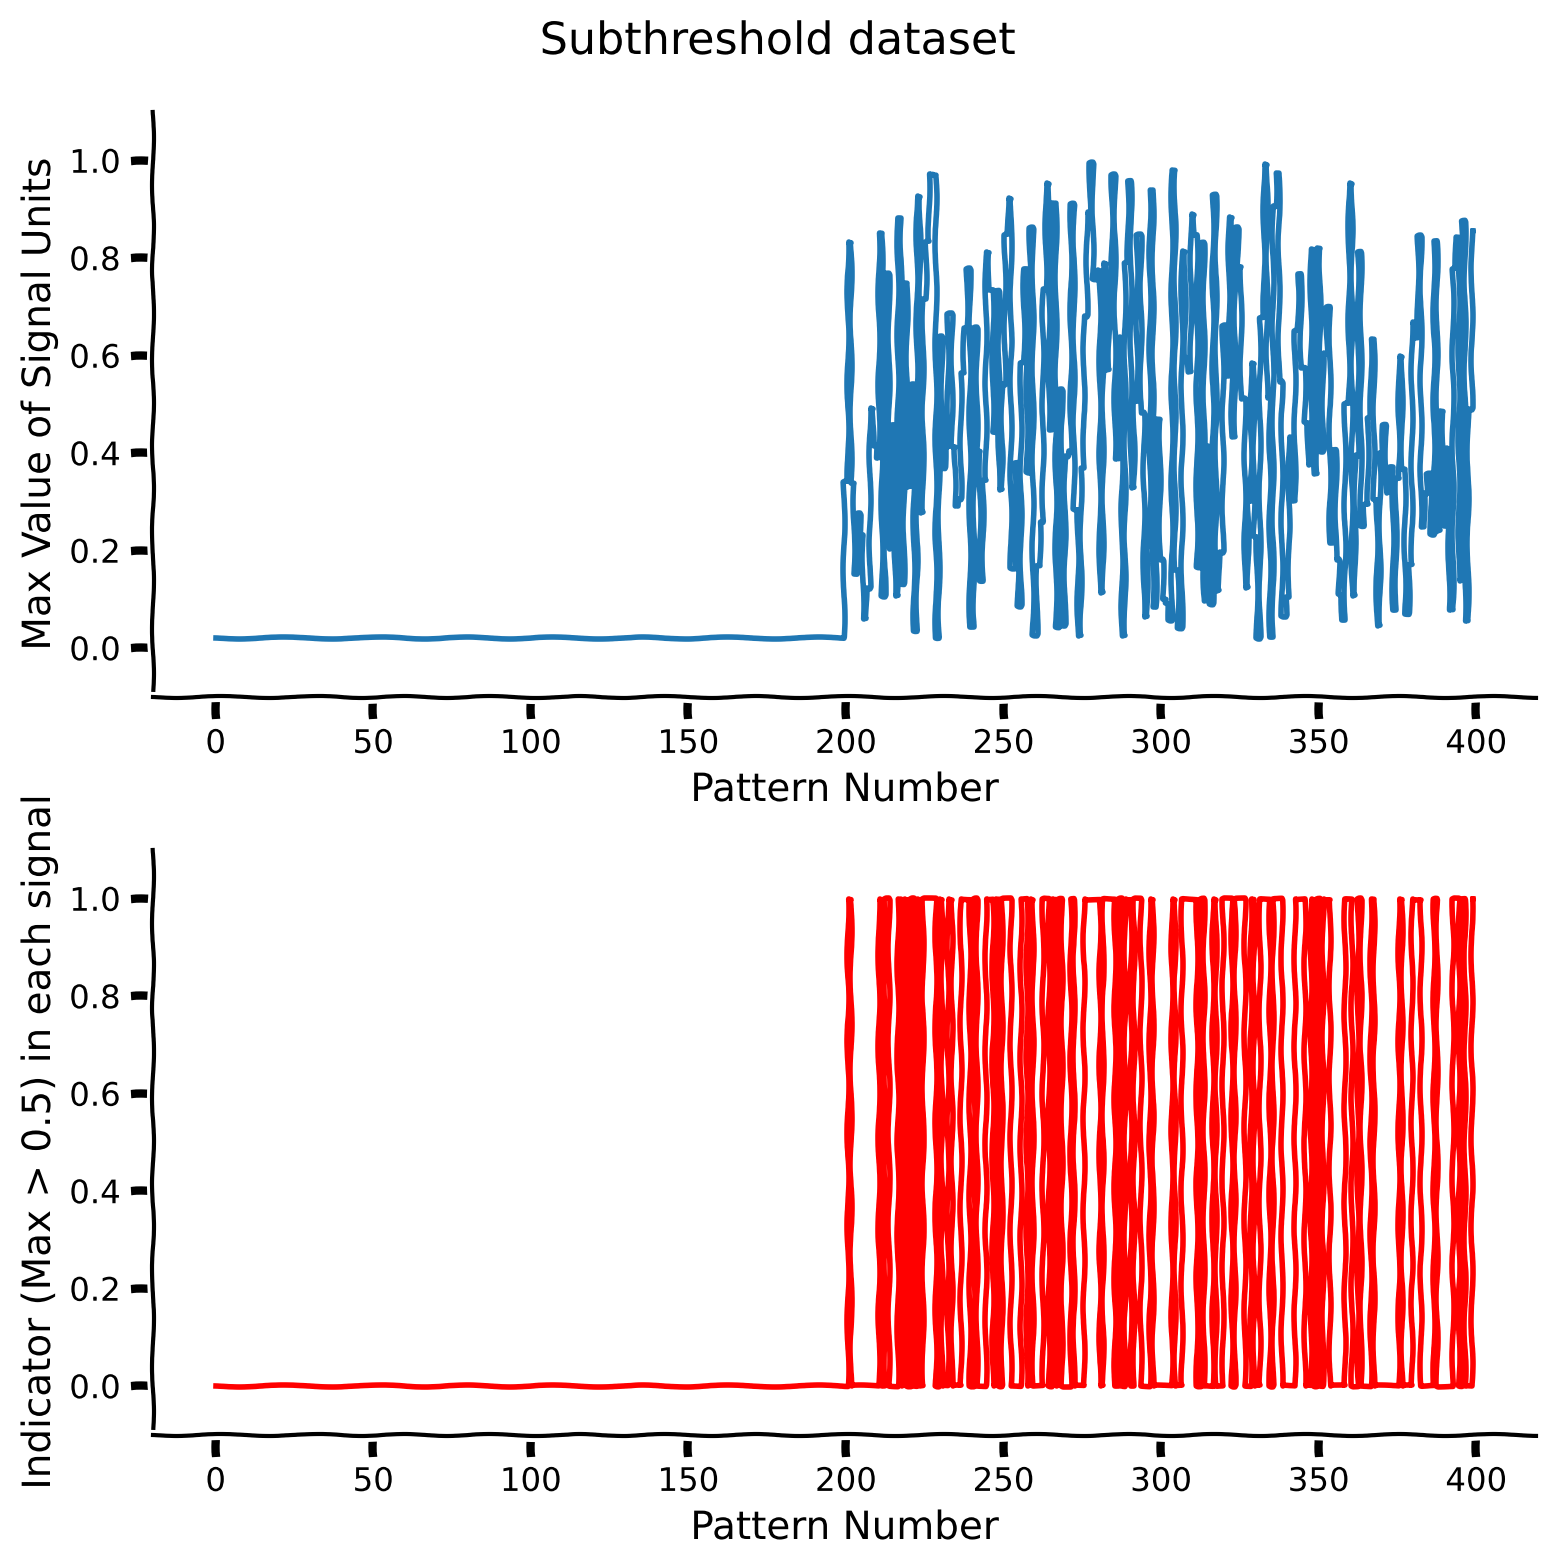 Subthreshold dataset
Max Value of Signal Units
1.0
0.8
0.6
0.4
0.2
0.0
0 50 100 150 200 250 300 350 400
Pattern Number
Indicator (Max > 0.5) in each signal
1.0
0.8
0.6
0.4
0.2
0.0
0 50 100 150 200 250 300 350 400
Pattern Number